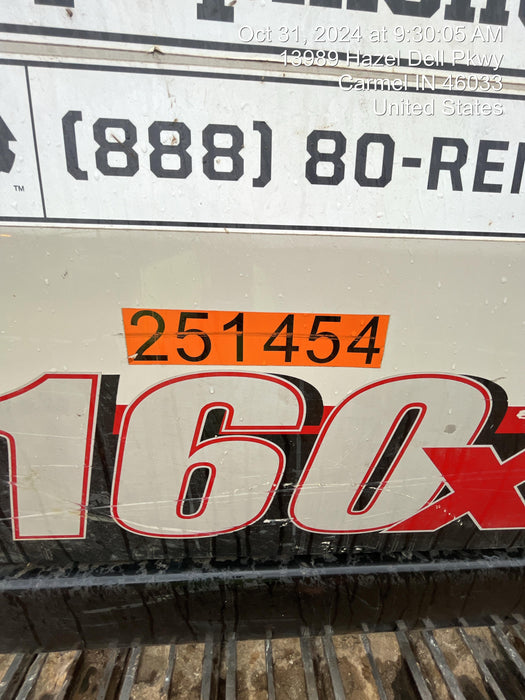 Oct 31, 2024 at 9:30:05 AM
13989 Hazel Dell Pkwy
Carmel IN 46033
United States
(888) 80-REN
TM
251454
160x